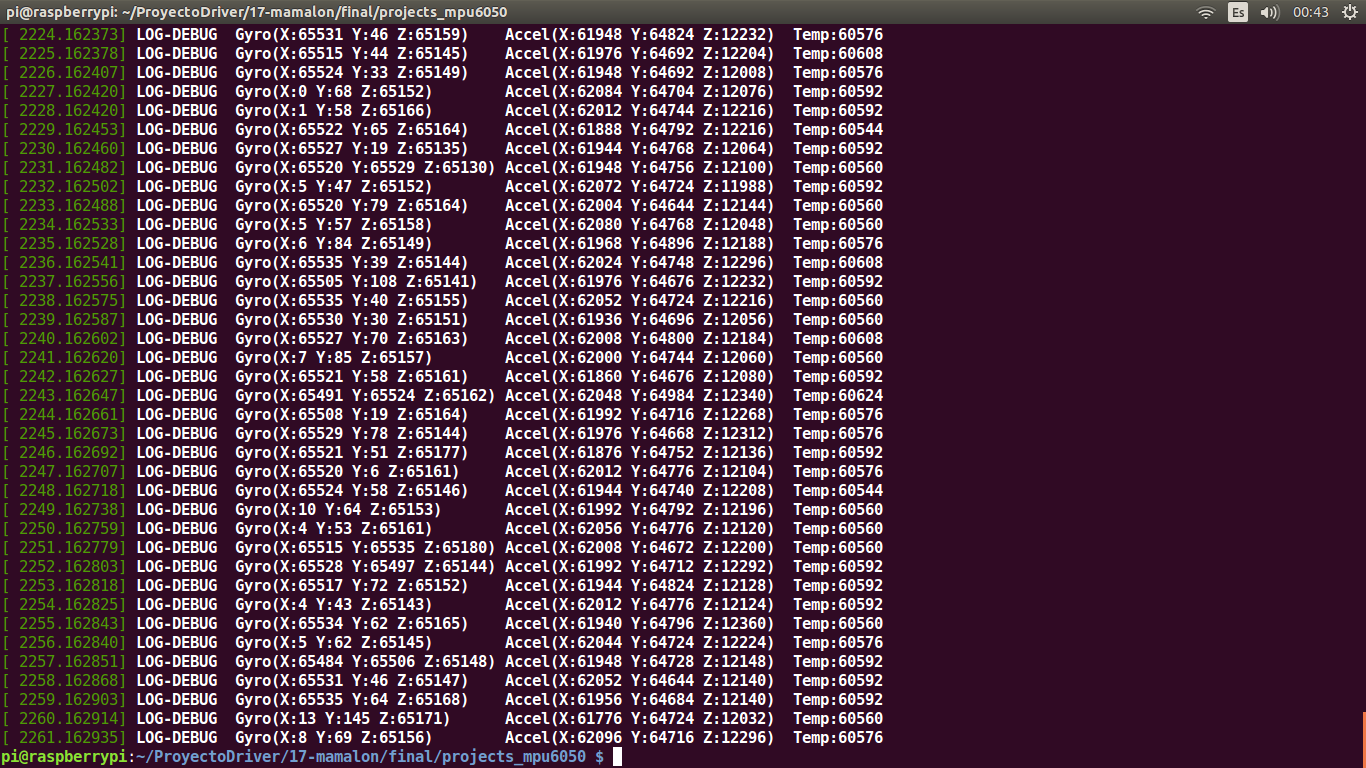 pi@raspberrypi: ~/ProyectoDriver/17-mamalon/final/projects_mpu6050 Es 00:43
[ 2224.162373] LOG-DEBUG  Gyro(X:65531 Y:46 Z:65159)    Accel(X:61948 Y:64824 Z:12232)  Temp:60576
[ 2225.162378] LOG-DEBUG  Gyro(X:65515 Y:44 Z:65145)    Accel(X:61976 Y:64692 Z:12204)  Temp:60608
[ 2226.162407] LOG-DEBUG  Gyro(X:65524 Y:33 Z:65149)    Accel(X:61948 Y:64692 Z:12008)  Temp:60576
[ 2227.162420] LOG-DEBUG  Gyro(X:0 Y:68 Z:65152)        Accel(X:62084 Y:64704 Z:12076)  Temp:60592
[ 2228.162420] LOG-DEBUG  Gyro(X:1 Y:58 Z:65166)        Accel(X:62012 Y:64744 Z:12216)  Temp:60592
[ 2229.162453] LOG-DEBUG  Gyro(X:65522 Y:65 Z:65164)    Accel(X:61888 Y:64792 Z:12216)  Temp:60544
[ 2230.162460] LOG-DEBUG  Gyro(X:65527 Y:19 Z:65135)    Accel(X:61944 Y:64768 Z:12064)  Temp:60592
[ 2231.162482] LOG-DEBUG  Gyro(X:65520 Y:65529 Z:65130) Accel(X:61948 Y:64756 Z:12100)  Temp:60560
[ 2232.162502] LOG-DEBUG  Gyro(X:5 Y:47 Z:65152)        Accel(X:62072 Y:64724 Z:11988)  Temp:60592
[ 2233.162488] LOG-DEBUG  Gyro(X:65520 Y:79 Z:65164)    Accel(X:62004 Y:64644 Z:12144)  Temp:60560
[ 2234.162533] LOG-DEBUG  Gyro(X:5 Y:57 Z:65158)        Accel(X:62080 Y:64768 Z:12048)  Temp:60560
[ 2235.162528] LOG-DEBUG  Gyro(X:6 Y:84 Z:65149)        Accel(X:61968 Y:64896 Z:12188)  Temp:60576
[ 2236.162541] LOG-DEBUG  Gyro(X:65535 Y:39 Z:65144)    Accel(X:62024 Y:64748 Z:12296)  Temp:60608
[ 2237.162556] LOG-DEBUG  Gyro(X:65505 Y:108 Z:65141)   Accel(X:61976 Y:64676 Z:12232)  Temp:60592
[ 2238.162575] LOG-DEBUG  Gyro(X:65535 Y:40 Z:65155)    Accel(X:62052 Y:64724 Z:12216)  Temp:60560
[ 2239.162587] LOG-DEBUG  Gyro(X:65530 Y:30 Z:65151)    Accel(X:61936 Y:64696 Z:12056)  Temp:60560
[ 2240.162602] LOG-DEBUG  Gyro(X:65527 Y:70 Z:65163)    Accel(X:62008 Y:64800 Z:12184)  Temp:60608
[ 2241.162620] LOG-DEBUG  Gyro(X:7 Y:85 Z:65157)        Accel(X:62000 Y:64744 Z:12060)  Temp:60560
[ 2242.162627] LOG-DEBUG  Gyro(X:65521 Y:58 Z:65161)    Accel(X:61860 Y:64676 Z:12080)  Temp:60592
[ 2243.162647] LOG-DEBUG  Gyro(X:65491 Y:65524 Z:65162) Accel(X:62048 Y:64984 Z:12340)  Temp:60624
[ 2244.162661] LOG-DEBUG  Gyro(X:65508 Y:19 Z:65164)    Accel(X:61992 Y:64716 Z:12268)  Temp:60576
[ 2245.162673] LOG-DEBUG  Gyro(X:65529 Y:78 Z:65144)    Accel(X:61976 Y:64668 Z:12312)  Temp:60576
[ 2246.162692] LOG-DEBUG  Gyro(X:65521 Y:51 Z:65177)    Accel(X:61876 Y:64752 Z:12136)  Temp:60592
[ 2247.162707] LOG-DEBUG  Gyro(X:65520 Y:6 Z:65161)     Accel(X:62012 Y:64776 Z:12104)  Temp:60576
[ 2248.162718] LOG-DEBUG  Gyro(X:65524 Y:58 Z:65146)    Accel(X:61944 Y:64740 Z:12208)  Temp:60544
[ 2249.162738] LOG-DEBUG  Gyro(X:10 Y:64 Z:65153)       Accel(X:61992 Y:64792 Z:12196)  Temp:60560
[ 2250.162759] LOG-DEBUG  Gyro(X:4 Y:53 Z:65161)        Accel(X:62056 Y:64776 Z:12120)  Temp:60560
[ 2251.162779] LOG-DEBUG  Gyro(X:65515 Y:65535 Z:65180) Accel(X:62008 Y:64672 Z:12200)  Temp:60560
[ 2252.162803] LOG-DEBUG  Gyro(X:65528 Y:65497 Z:65144) Accel(X:61992 Y:64712 Z:12292)  Temp:60592
[ 2253.162818] LOG-DEBUG  Gyro(X:65517 Y:72 Z:65152)    Accel(X:61944 Y:64824 Z:12128)  Temp:60592
[ 2254.162825] LOG-DEBUG  Gyro(X:4 Y:43 Z:65143)        Accel(X:62012 Y:64776 Z:12124)  Temp:60592
[ 2255.162843] LOG-DEBUG  Gyro(X:65534 Y:62 Z:65165)    Accel(X:61940 Y:64796 Z:12360)  Temp:60560
[ 2256.162840] LOG-DEBUG  Gyro(X:5 Y:62 Z:65145)        Accel(X:62044 Y:64724 Z:12224)  Temp:60576
[ 2257.162851] LOG-DEBUG  Gyro(X:65484 Y:65506 Z:65148) Accel(X:61948 Y:64728 Z:12148)  Temp:60592
[ 2258.162868] LOG-DEBUG  Gyro(X:65531 Y:46 Z:65147)    Accel(X:62052 Y:64644 Z:12140)  Temp:60592
[ 2259.162903] LOG-DEBUG  Gyro(X:65535 Y:64 Z:65168)    Accel(X:61956 Y:64684 Z:12140)  Temp:60592
[ 2260.162914] LOG-DEBUG  Gyro(X:13 Y:145 Z:65171)      Accel(X:61776 Y:64724 Z:12032)  Temp:60560
[ 2261.162935] LOG-DEBUG  Gyro(X:8 Y:69 Z:65156)        Accel(X:62096 Y:64716 Z:12296)  Temp:60576
pi@raspberrypi:~/ProyectoDriver/17-mamalon/final/projects_mpu6050 $